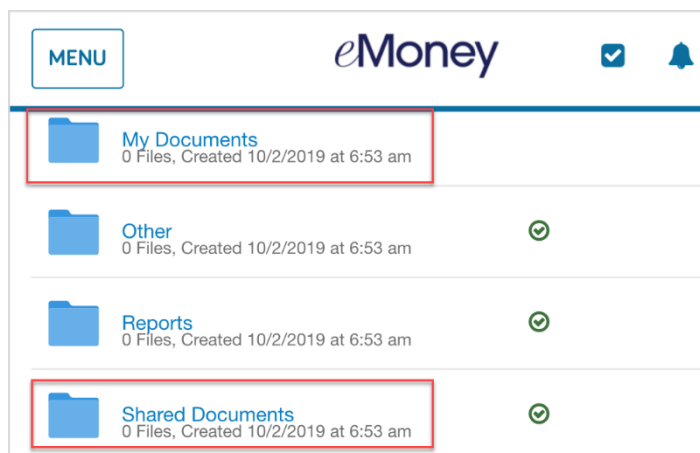 MENU
eMoney
My Documents
0 Files, Created 10/2/2019 at 6:53 am
Other
0 Files, Created 10/2/2019 at 6:53 am
Reports
0 Files, Created 10/2/2019 at 6:53 am
Shared Documents
0 Files, Created 10/2/2019 at 6:53 am